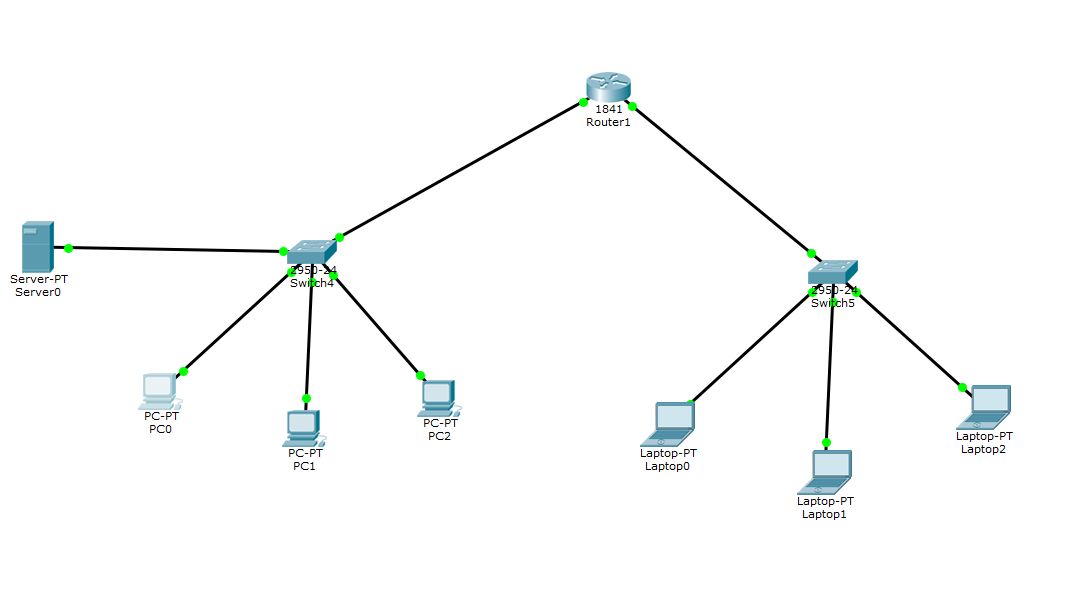 1841
Router1
Server-PT
Server0
2950-24
Switch4
2950-24
Switch5
PC-PT
PC0
PC-PT
PC1
PC-PT
PC2
Laptop-PT
Laptop0
Laptop-PT
Laptop1
Laptop-PT
Laptop2